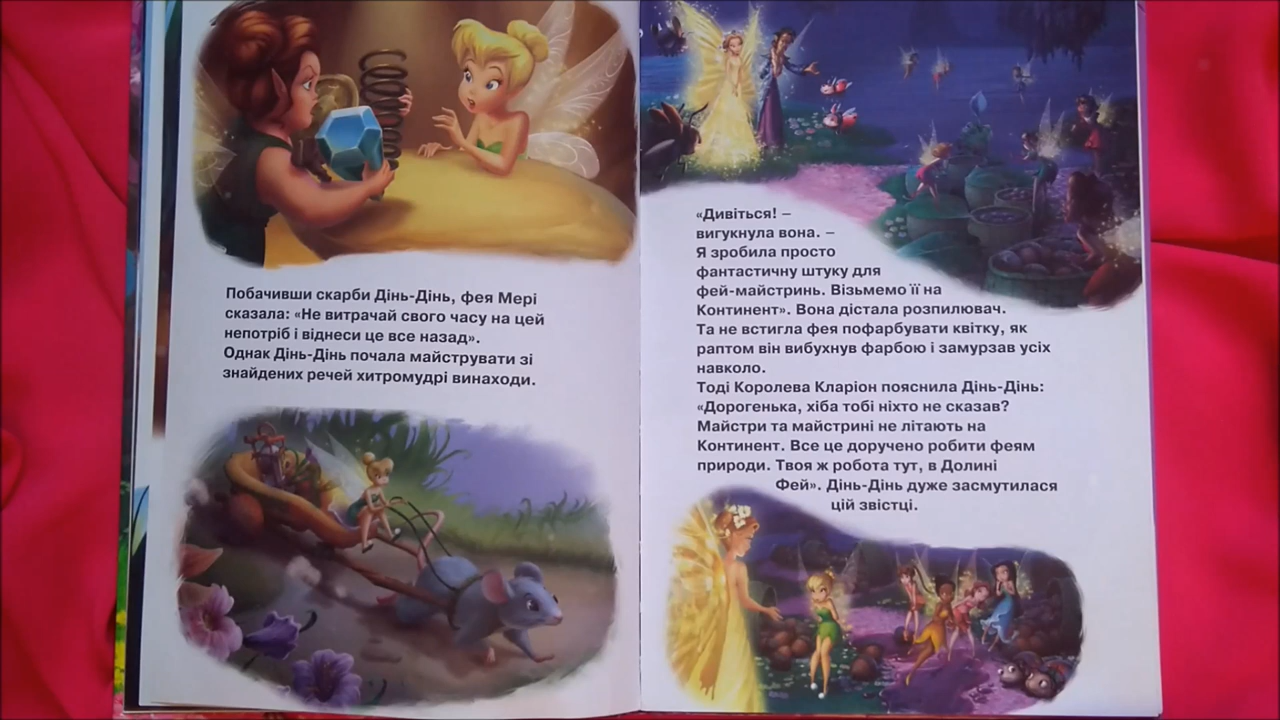 Побачивши скарби Дінь-Дінь, фея Мері
сказала: «Не витрачай свого часу на цей
непотріб і віднеси це все назад».
Однак Дінь-Дінь почала майструвати зі
знайдених речей хитромудрі винаходи.
«Дивіться! –
вигукнула вона. –
Я зробила просто
фантастичну штуку для
фей-майстринь. Візьмемо її на
Континент». Вона дістала розпилювач.
Та не встигла фея пофарбувати квітку, як
раптом він вибухнув фарбою і замурзав усіх
навколо.
Тоді Королева Кларіон пояснила Дінь-Дінь:
«Дорогенька, хіба тобі ніхто не сказав?
Майстри та майстрині не літають на
Континент. Все це доручено робити феям
природи. Твоя ж робота тут, в Долині
Фей». Дінь-Дінь дуже засмутилася
цій звістці.